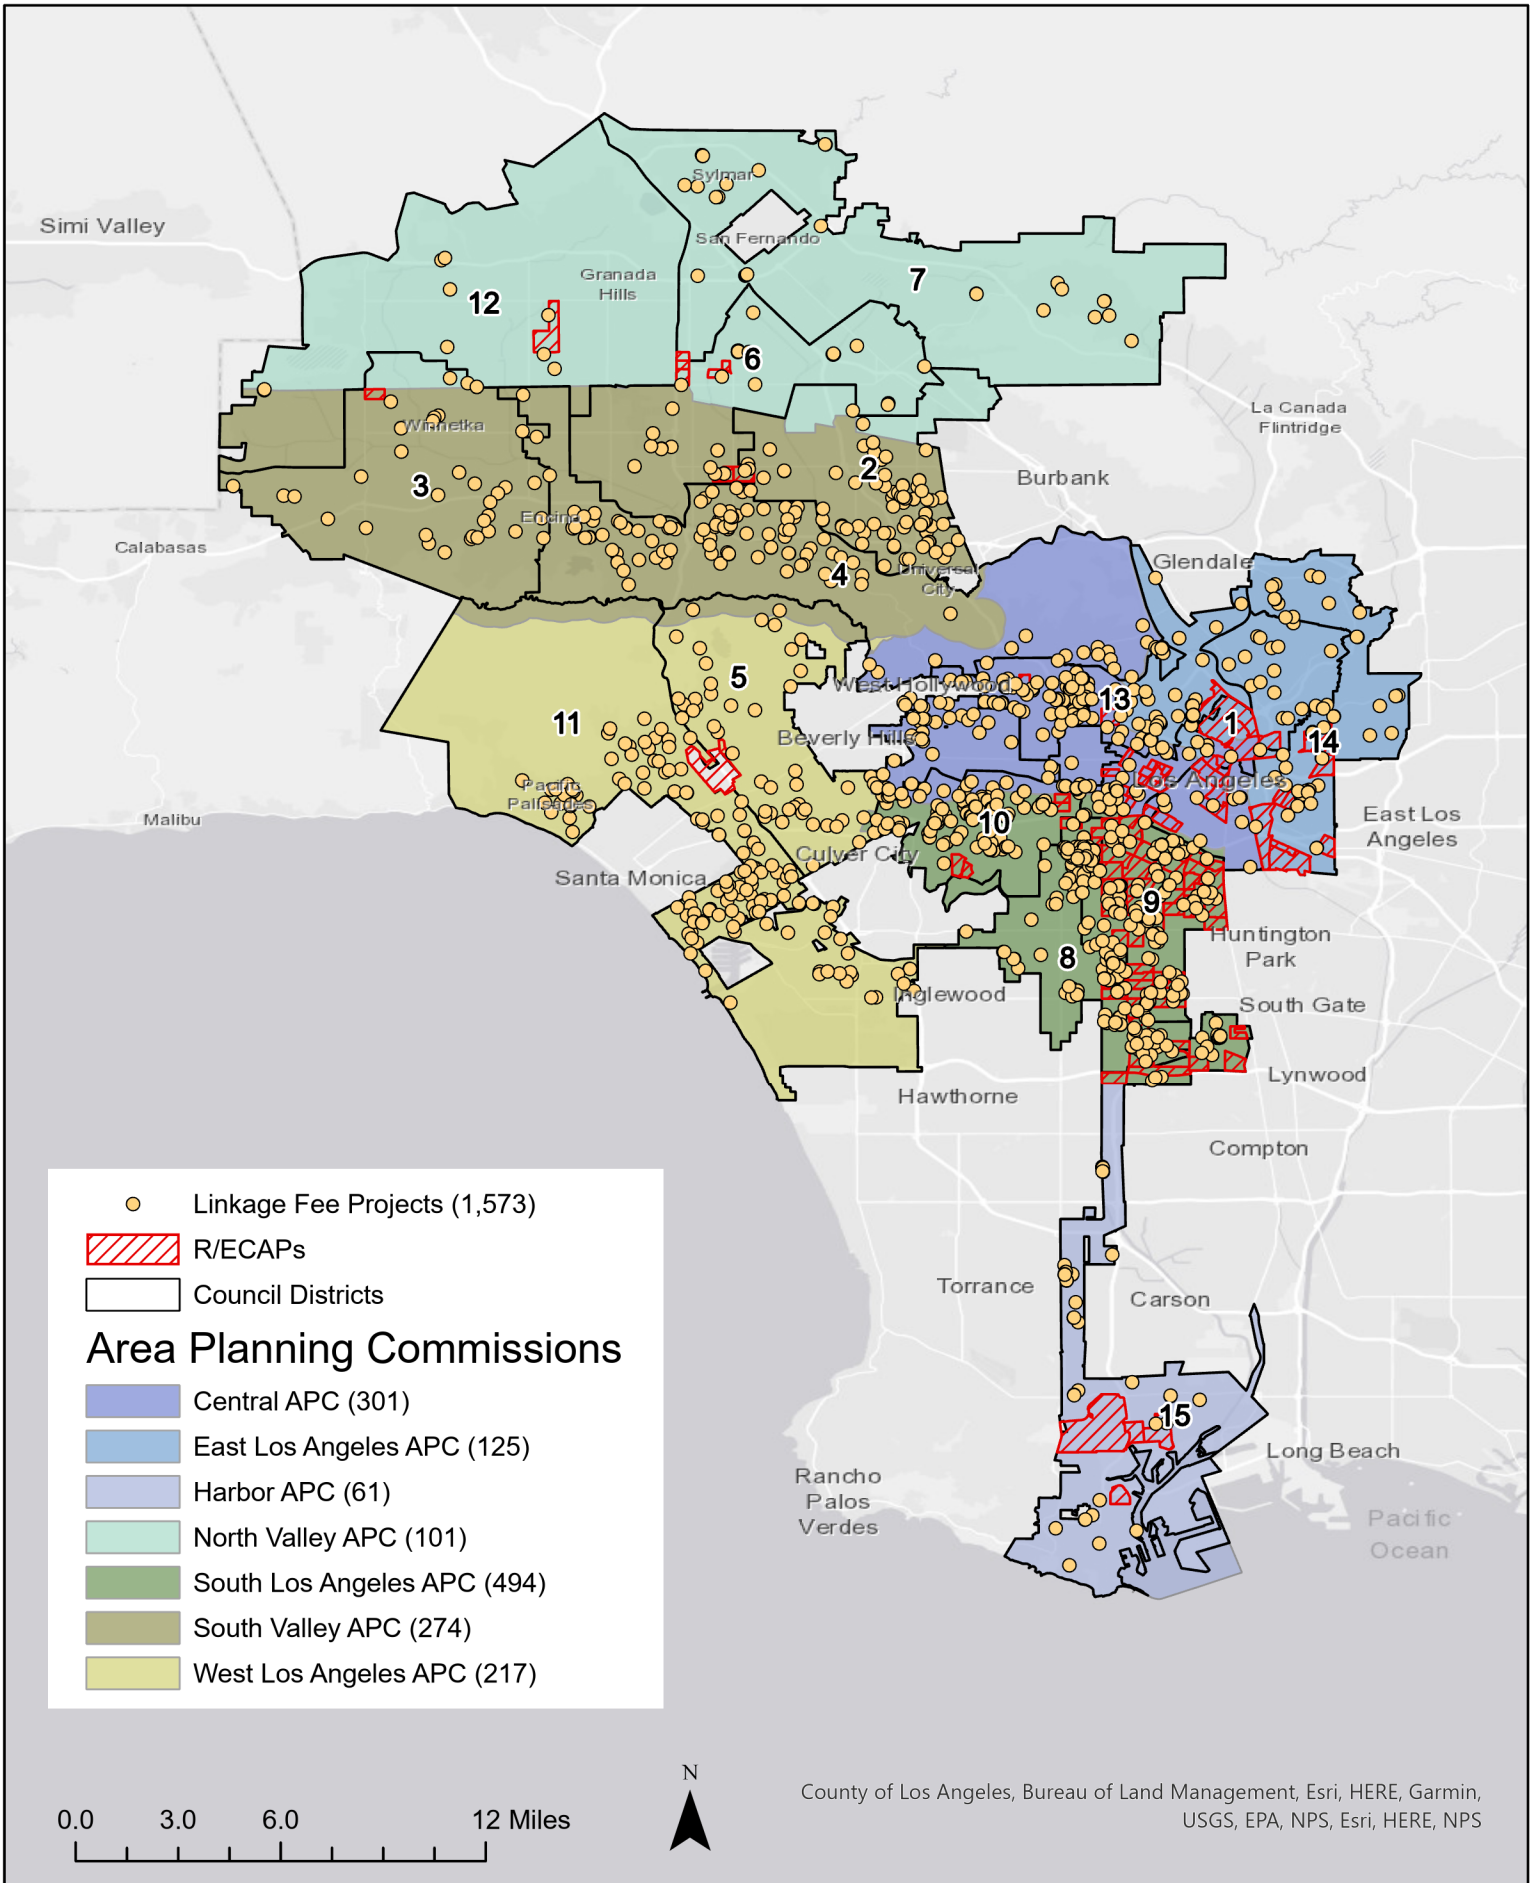 Sylmar
Simi Valley
San Fernando
Granada
Hills
7
12
6
La Canada
Flintridge
Winnetka
2
Burbank
3
Encino
Calabasas
Glendale
4
Universal
City
5
West Hollywood
13
11
1
14
Beverly Hills
Los Angeles
Pacific
Palisades
Malibu
10
East Los
Angeles
Culver City
Santa Monica
9
Huntington
Park
8
Inglewood
South Gate
Lynwood
Hawthorne
Compton
Torrance
Carson
15
Long Beach
Rancho
Palos
Verdes
Pacific
Ocean
Linkage Fee Projects (1,573)
R/ECAPs
Council Districts
Area Planning Commissions
Central APC (301)
East Los Angeles APC (125)
Harbor APC (61)
North Valley APC (101)
South Los Angeles APC (494)
South Valley APC (274)
West Los Angeles APC (217)
N
0.0 3.0 6.0 12 Miles
County of Los Angeles, Bureau of Land Management, Esri, HERE, Garmin,
USGS, EPA, NPS, Esri, HERE, NPS